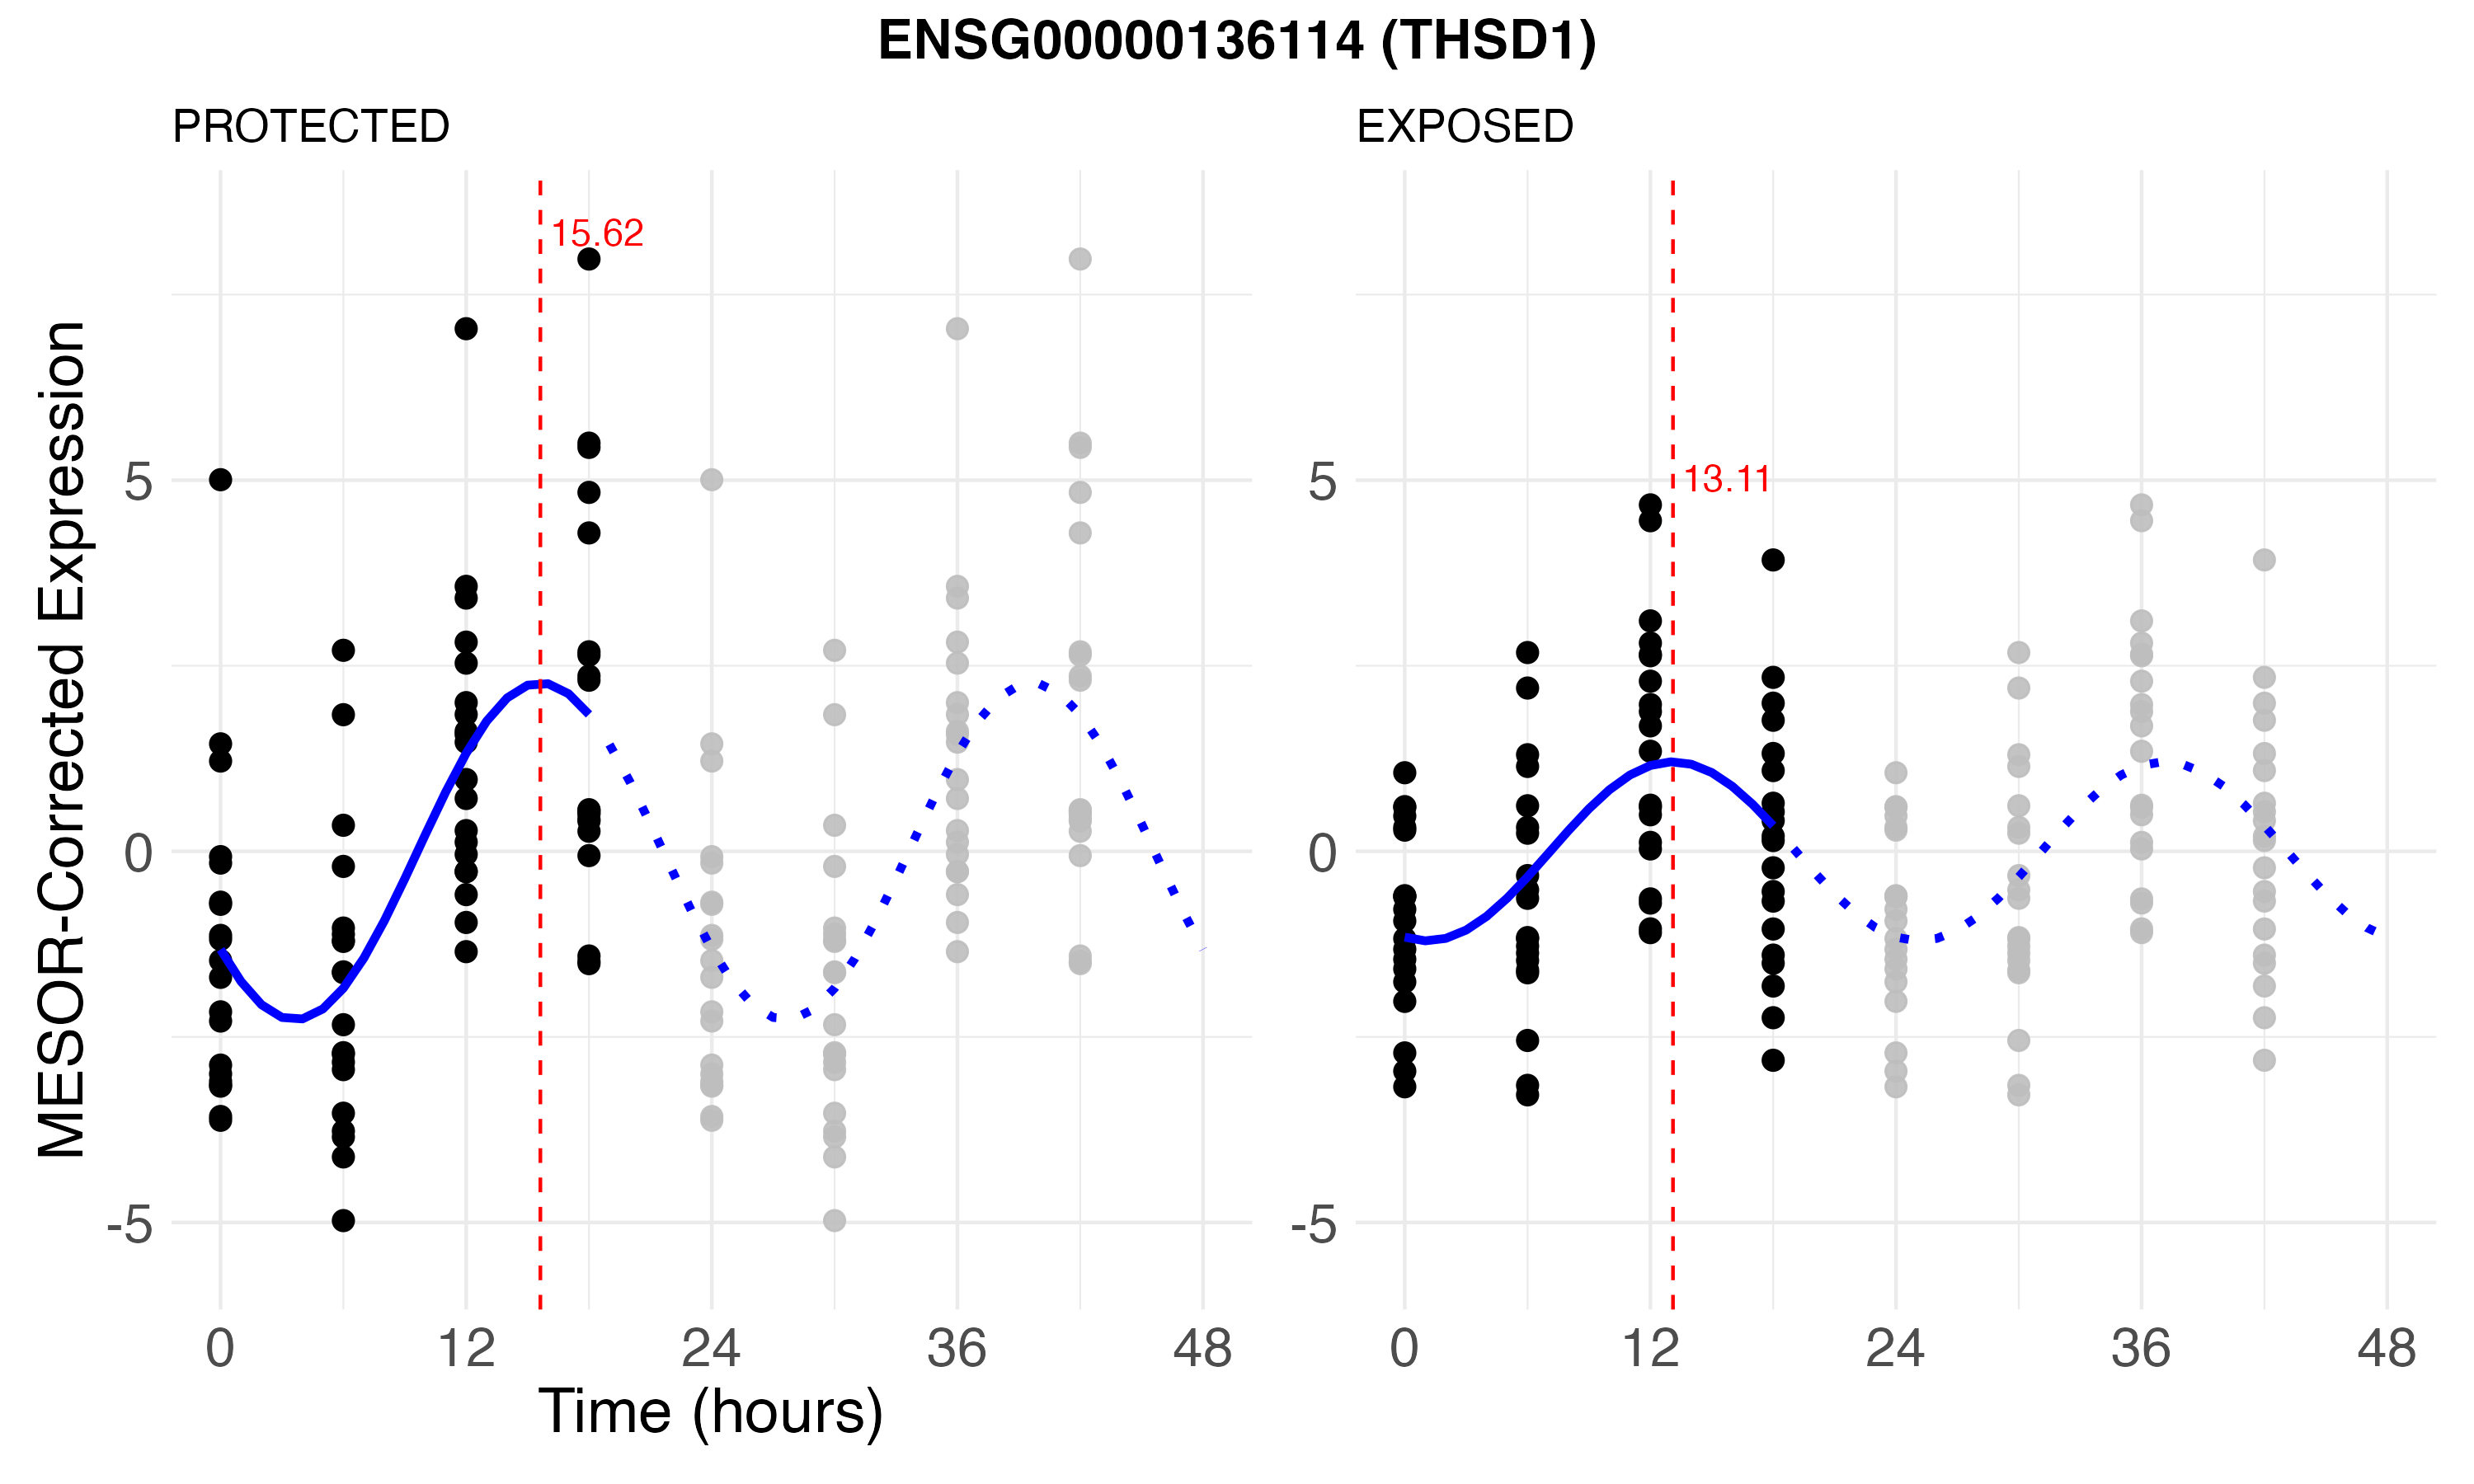 ENSG00000136114 (THSD1)
PROTECTED
EXPOSED
MESOR-Corrected Expression
15.62
13.11
5
0
-5
5
0
-5
0 12 24 36 48
0 12 24 36 48
Time (hours)